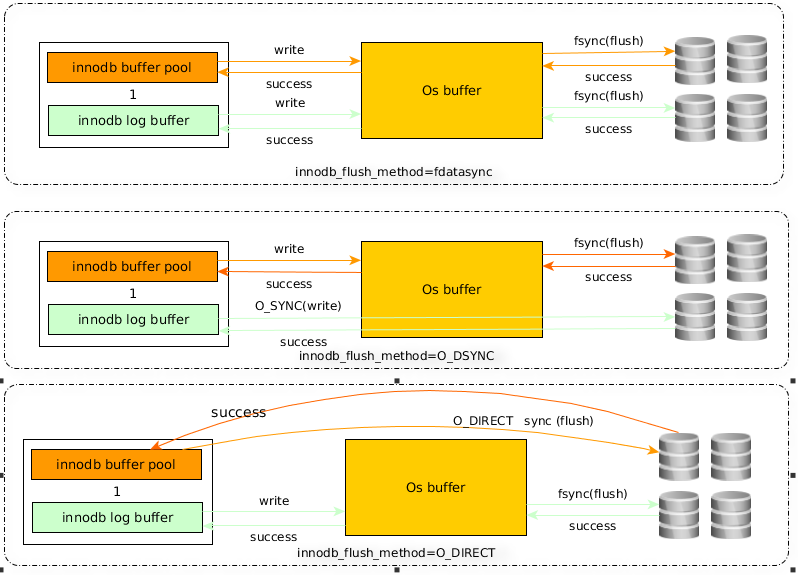 write
fsync(flush)
innodb buffer pool
success
Os buffer
success
1
write
fsync(flush)
innodb log buffer
success
success
innodb_flush_method=fdatasync
write
fsync(flush)
innodb buffer pool
success
Os buffer
success
1
O_SYNC(write)
innodb log buffer
success
innodb_flush_method=O_DSYNC
success
O_DIRECT sync (flush)
innodb buffer pool
Os buffer
1
write
fsync(flush)
innodb log buffer
success
success
innodb_flush_method=O_DIRECT